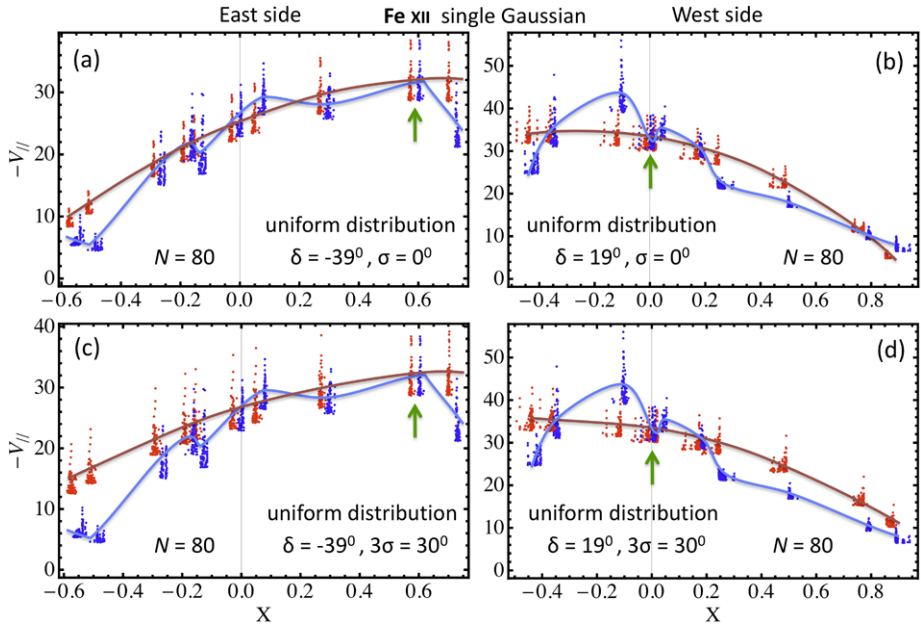 East side Fe XII single Gaussian West side
(a)
(b)
30
20
10
0
−V//
50
40
30
20
10
0
uniform distribution
N = 80 δ = -39⁰ , σ = 0⁰
uniform distribution
δ = 19⁰ , σ = 0⁰ N = 80
−0.6 −0.4 −0.2 0.0 0.2 0.4 0.6
−0.4 −0.2 0.0 0.2 0.4 0.6 0.8
(c)
(d)
40
30
20
10
0
−V//
50
40
30
20
10
0
uniform distribution
N = 80 δ = -39⁰ , 3σ = 30⁰
uniform distribution
δ = 19⁰ , 3σ = 30⁰ N = 80
−0.6 −0.4 −0.2 0.0 0.2 0.4 0.6
−0.4 −0.2 0.0 0.2 0.4 0.6 0.8
X X